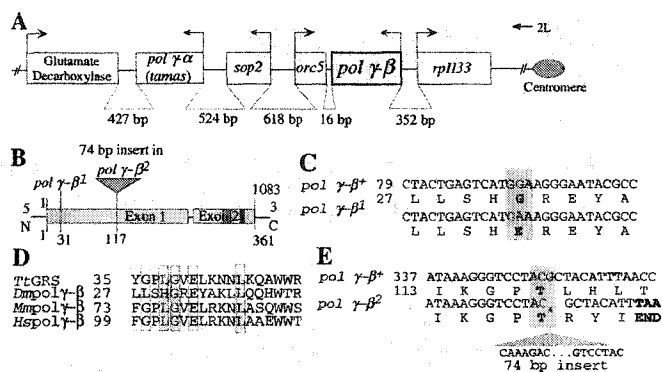 A
2L
Glutamate
Decarboxylase
pol γ-α
(tamas)
sop2
orc5
pol γ-β
rpII33
Centromere
427 bp
524 bp
618 bp
16 bp
352 bp
B
74 bp insert in
pol γ-β²
pol γ-β¹
1083
5
1
Exon 1
Exon 2
3
N
1
31
117
361
C
C
pol γ-β⁺ 79 CTACTGAGTCATGGAAGGGAATACGCC
27 L L S H G R E Y A
pol γ-β¹ CTACTGAGTCATGAAAGGGAATACGCC
L L S H E R E Y A
D
TtGRS 35 YGPLGVELKNNLKQAWWR
Dmpolγ-β 27 LLSHGREYAKLLQQHWTR
Mmpolγ-β 73 FGPLGVELRKNLASQWWS
Hspolγ-β 99 FGPLGVELRKNLAAEWWT
E
pol γ-β⁺ 337 ATAAAGGGTCCTACGCTACATTTAACC
113 I K G P T L H L T
pol γ-β² ATAAAGGGTCCTAC GCTACATTTAA
I K G P T R Y I END
CAAAGAC...GTCCTAC
74 bp insert